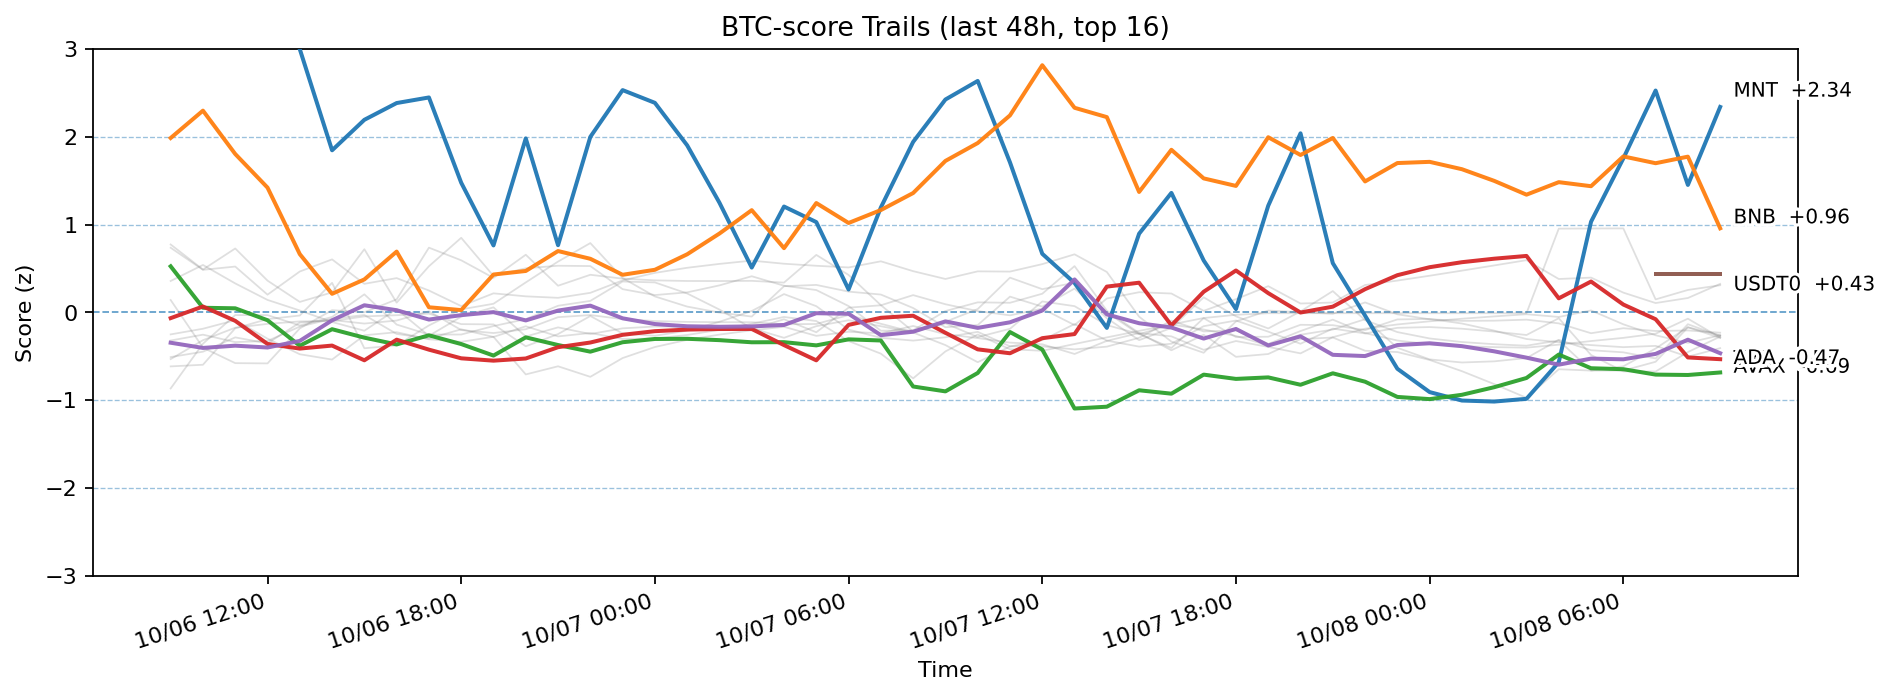 BTC-score Trails (last 48h, top 16)
3
2
1
0
−1
−2
−3
Score (z)
MNT +2.34
BNB +0.96
USDT0 +0.43
ADA -0.47
AVAX
10/06 12:00
10/06 18:00
10/07 00:00
10/07 06:00
10/07 12:00
10/07 18:00
10/08 00:00
10/08 06:00
Time